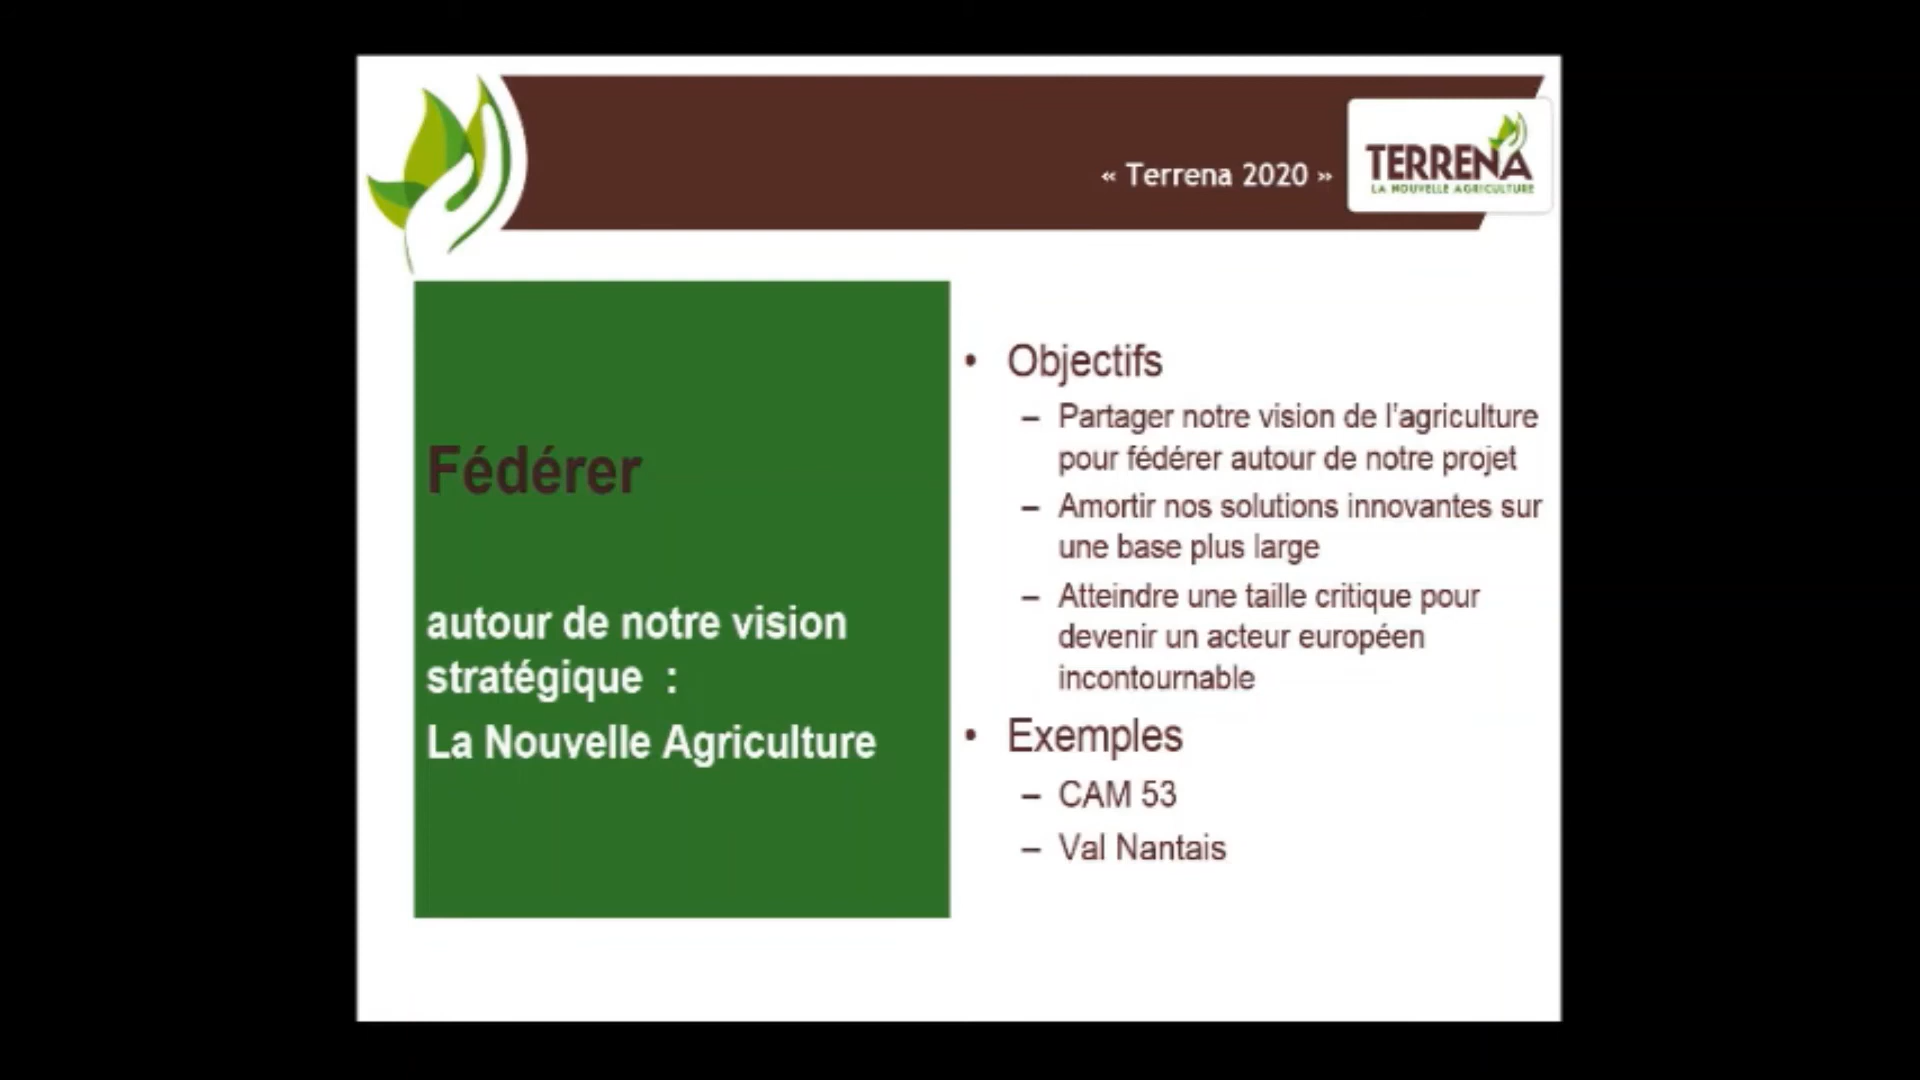 « Terrena 2020 »
TERRENA
LA NOUVELLE AGRICULTURE
Fédérer
autour de notre vision
stratégique :
La Nouvelle Agriculture
• Objectifs
– Partager notre vision de l'agriculture
pour fédérer autour de notre projet
– Amortir nos solutions innovantes sur
une base plus large
– Atteindre une taille critique pour
devenir un acteur européen
incontournable
• Exemples
– CAM 53
– Val Nantais